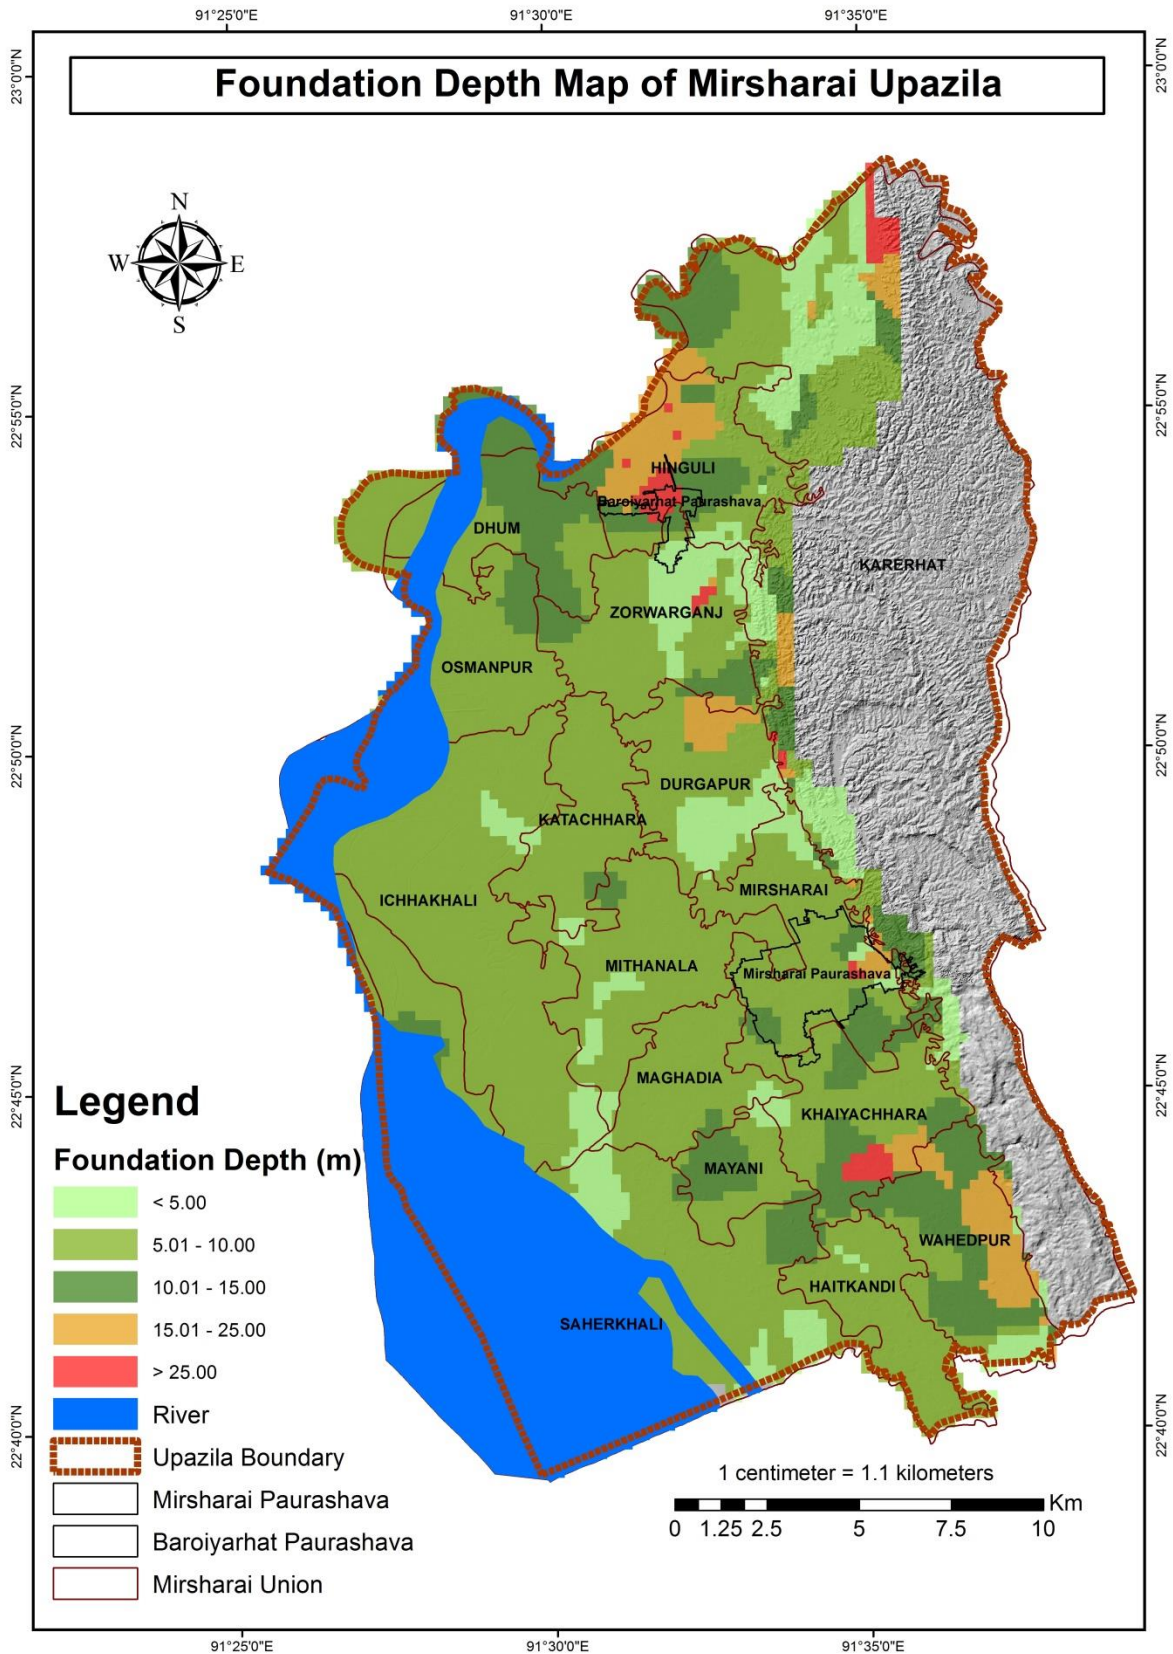 91°25'0"E 91°30'0"E 91°35'0"E
23°0'0"N
23°0'0"N
Foundation Depth Map of Mirsharai Upazila
N
W E
S
22°55'0"N
22°55'0"N
HINGULI
Baroiyarhat Paurashava
DHUM
KARERHAT
ZORWARGANJ
OSMANPUR
22°50'0"N
22°50'0"N
DURGAPUR
KATACHHARA
MIRSHARAI
ICHHAKHALI
MITHANALA
Mirsharai Paurashava
MAGHADIA
22°45'0"N
22°45'0"N
KHAIYACHHARA
MAYANI
WAHEDPUR
HAITKANDI
SAHERKHALI
22°40'0"N
22°40'0"N
Legend
Foundation Depth (m)
< 5.00
5.01 - 10.00
10.01 - 15.00
15.01 - 25.00
> 25.00
River
Upazila Boundary
Mirsharai Paurashava
Baroiyarhat Paurashava
Mirsharai Union
1 centimeter = 1.1 kilometers
Km
0 1.25 2.5 5 7.5 10
91°25'0"E 91°30'0"E 91°35'0"E